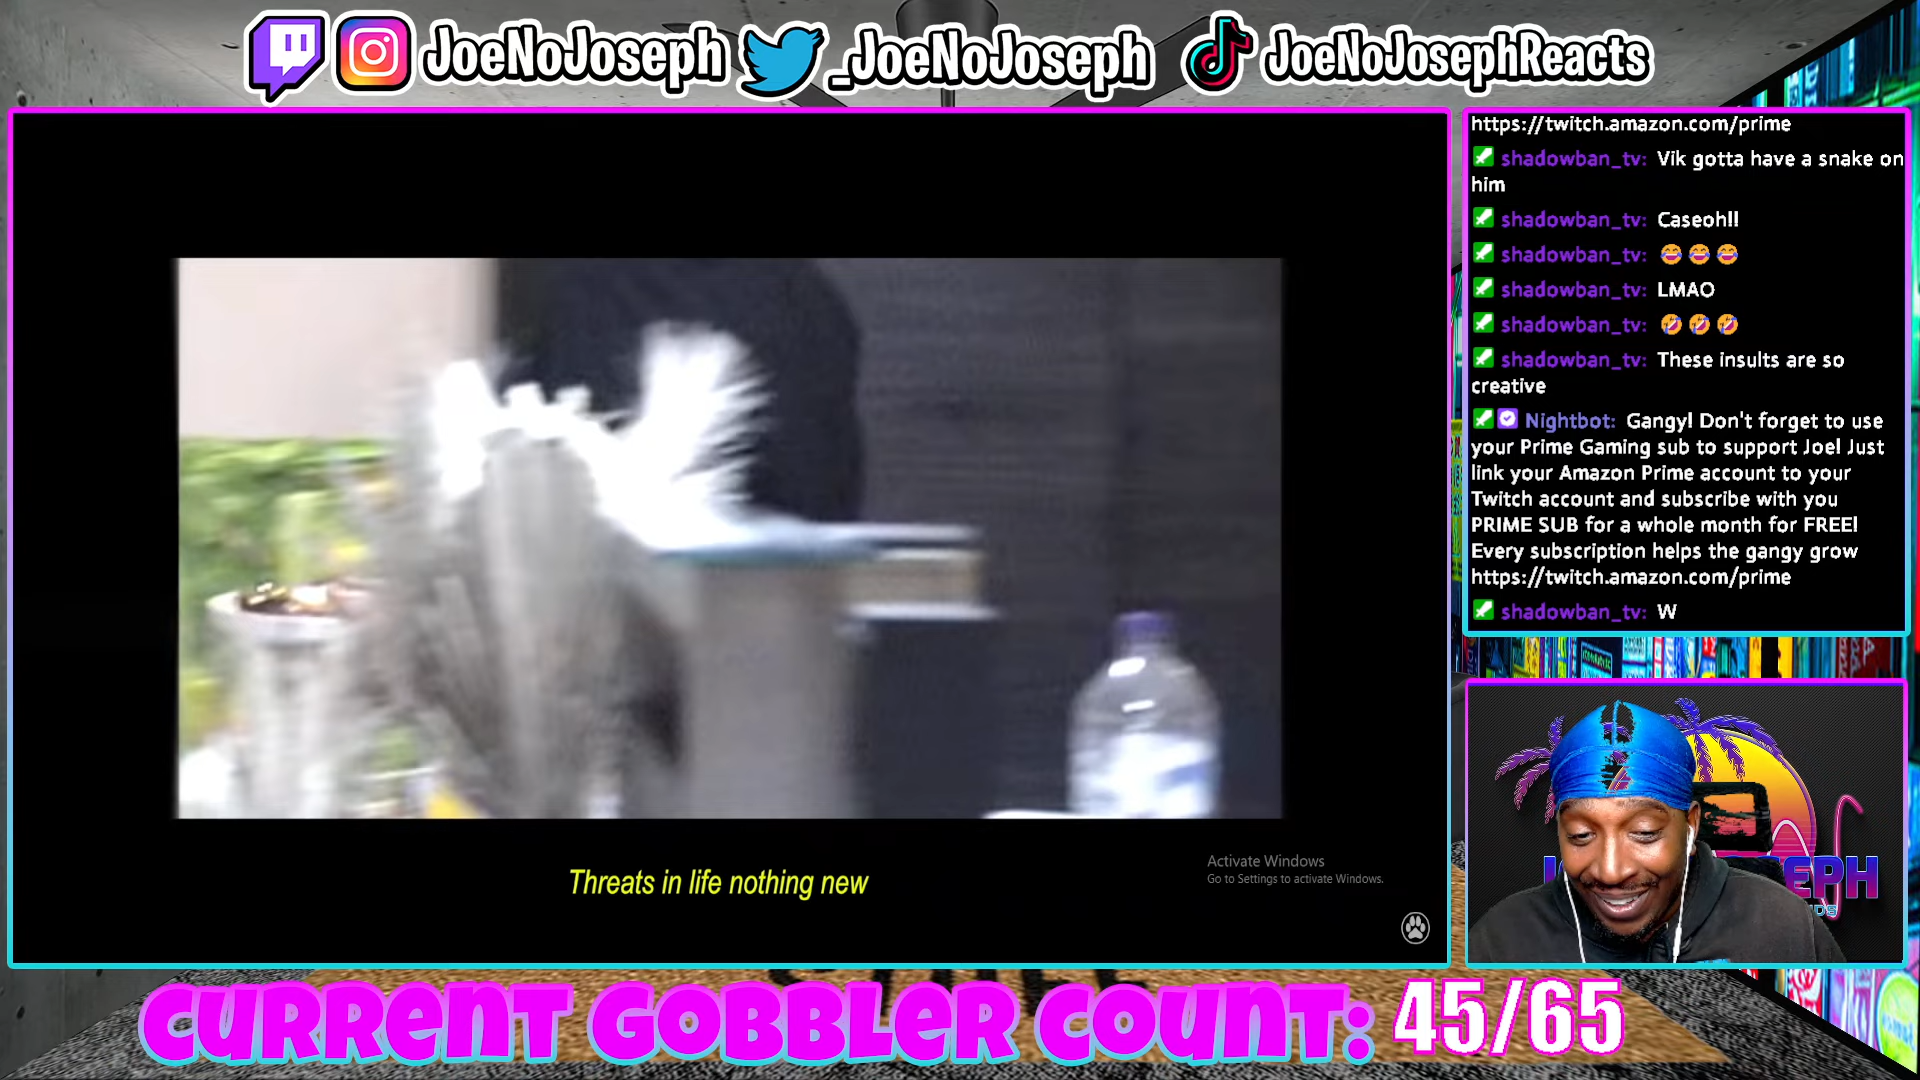 JoeNoJoseph
_JoeNoJoseph
JoeNoJosephReacts
https://twitch.amazon.com/prime
shadowban_tv: Vik gotta have a snake on
him
shadowban_tv: Caseoh!!
shadowban_tv: 😂😂😂
shadowban_tv: LMAO
shadowban_tv: 🤣🤣🤣
shadowban_tv: These insults are so
creative
Nightbot: Gangy! Don't forget to use
your Prime Gaming sub to support Joe! Just
link your Amazon Prime account to your
Twitch account and subscribe with you
PRIME SUB for a whole month for FREE!
Every subscription helps the gangy grow
https://twitch.amazon.com/prime
shadowban_tv: W
Threats in life nothing new
Activate Windows
Go to Settings to activate Windows.
CURRENT GOBBLER COUNT: 45/65